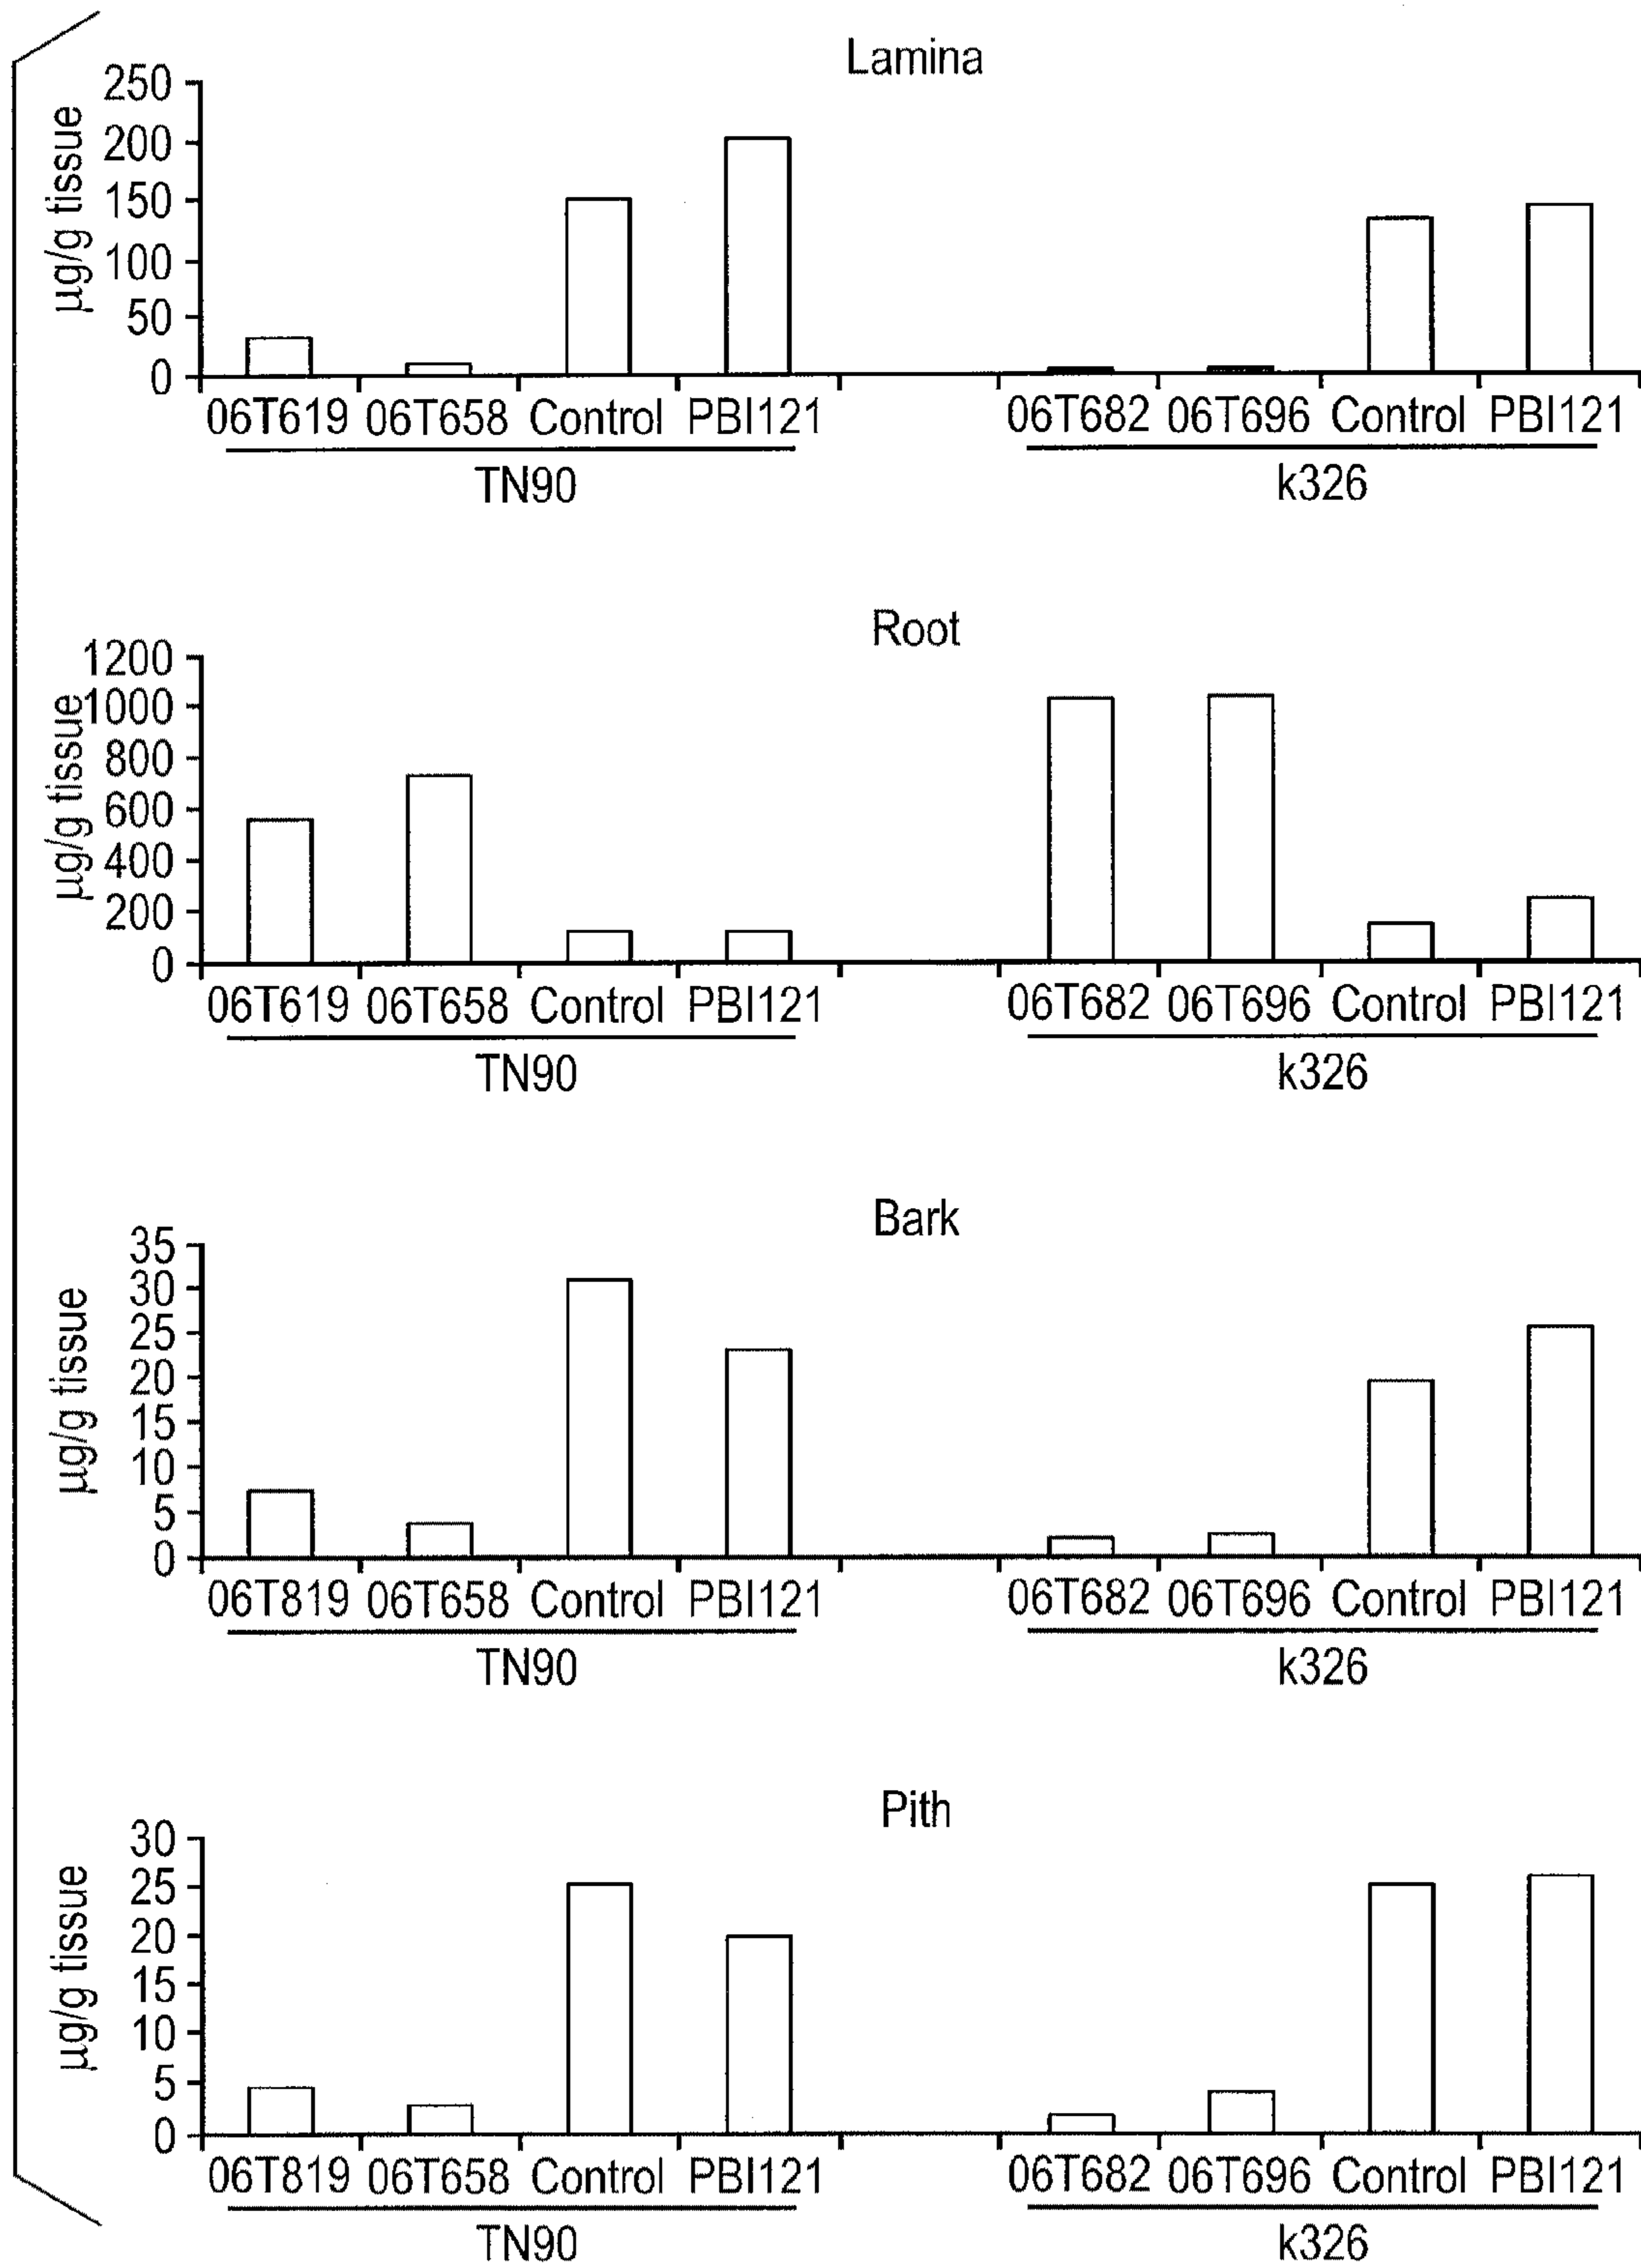 Lamina
µg/g tissue
250
200
150
100
50
0
06T619 06T658 Control PBI121 06T682 06T696 Control PBI121
TN90 k326
Root
µg/g tissue
1200
1000
800
600
400
200
0
06T619 06T658 Control PBI121 06T682 06T696 Control PBI121
TN90 k326
Bark
µg/g tissue
35
30
25
20
15
10
5
0
06T819 06T658 Control PBI121 06T682 06T696 Control PBI121
TN90 k326
Pith
µg/g tissue
30
25
20
15
10
5
0
06T819 06T658 Control PBI121 06T682 06T696 Control PBI121
TN90 k326